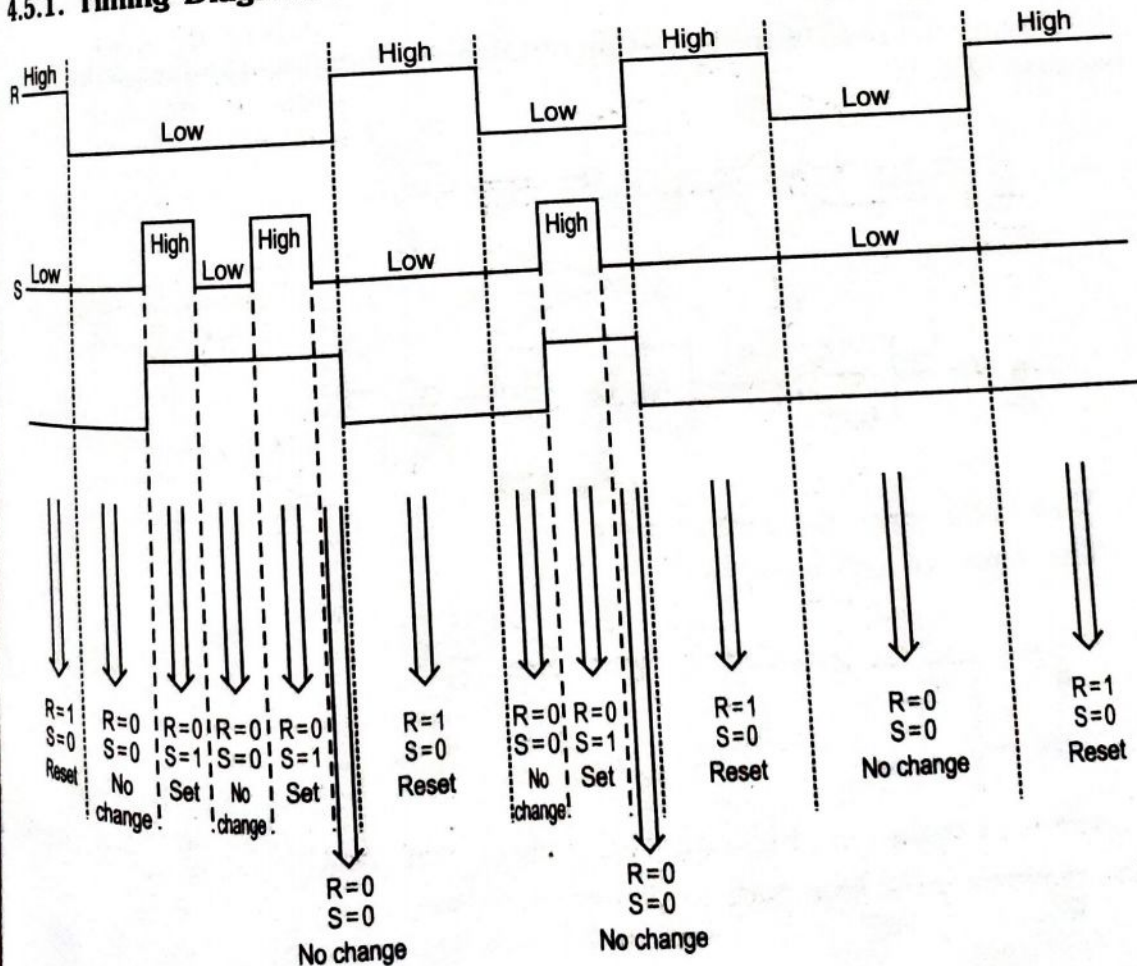 4.5.1. Timing
High High High High
R
Low Low Low
High High High
Low Low Low Low
S
R=1 R=0 R=0 R=0 R=0 R=1 R=0 R=0 R=1 R=0 R=1
S=0 S=0 S=1 S=0 S=1 S=0 S=0 S=1 S=0 S=0 S=0
Reset No Set No Set Reset No Set Reset No change Reset
change change change
R=0 R=0
S=0 S=0
No change No change